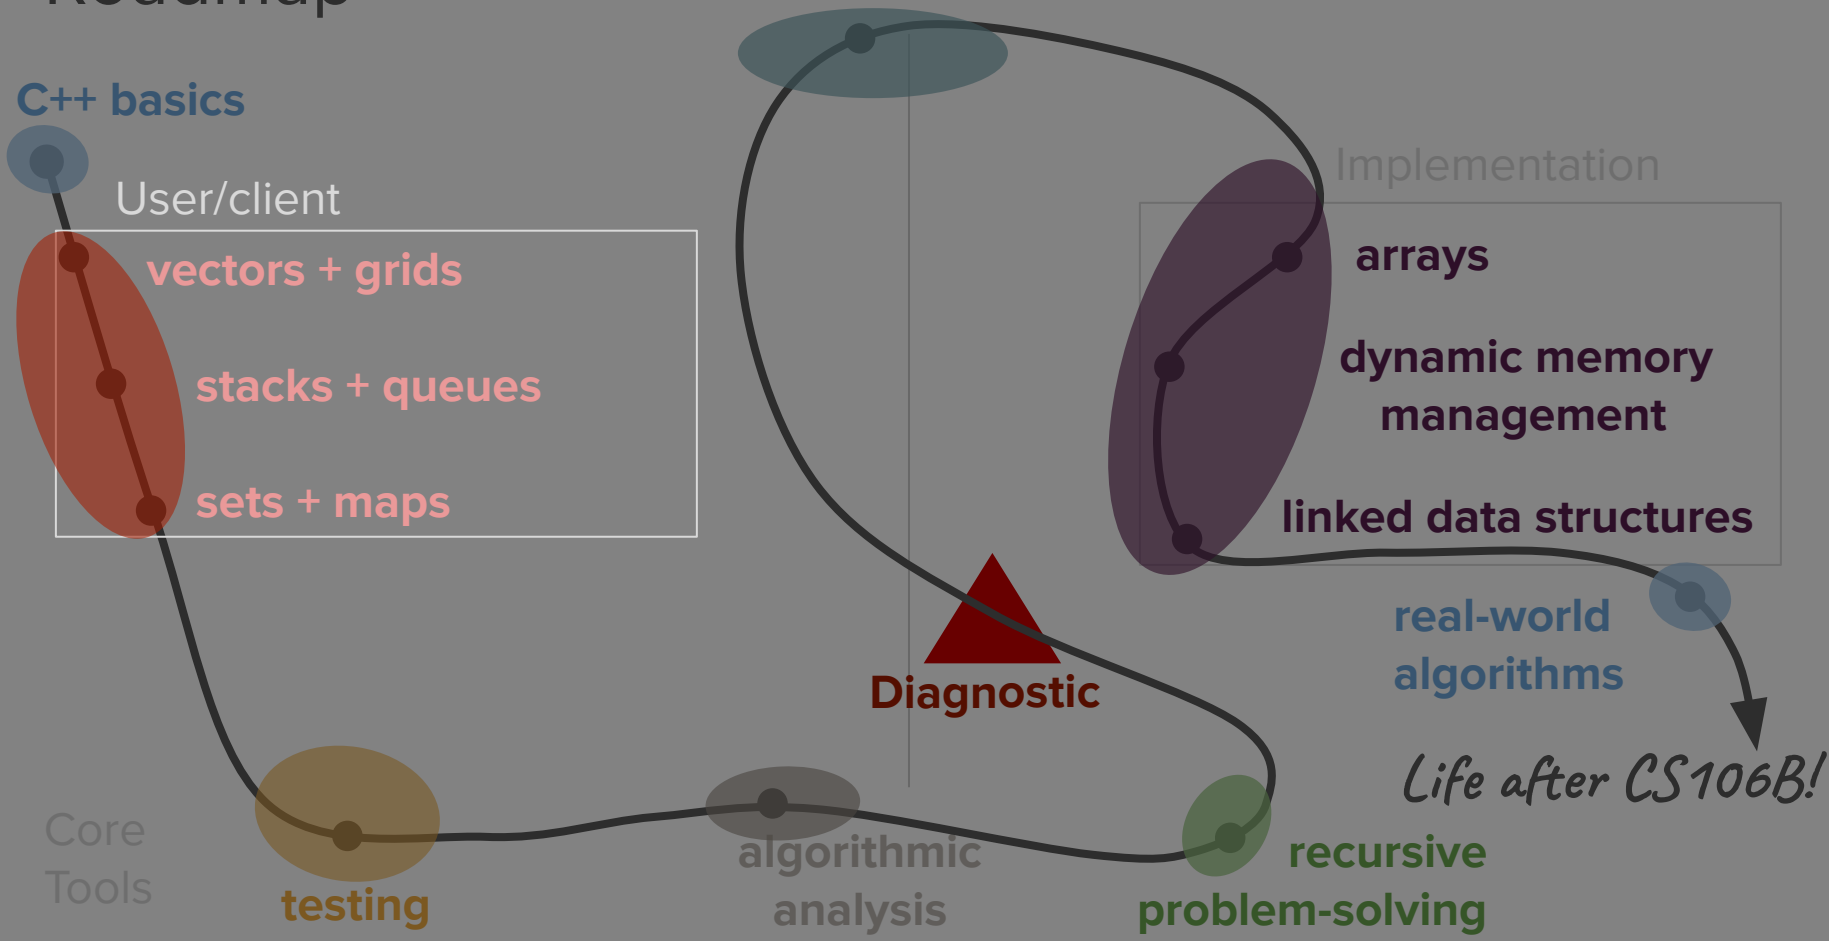 Roadmap
C++ basics
User/client
vectors + grids
stacks + queues
sets + maps
Core
Tools
testing
algorithmic
analysis
recursive
problem-solving
Diagnostic
Implementation
arrays
dynamic memory
management
linked data structures
real-world
algorithms
Life after CS106B!